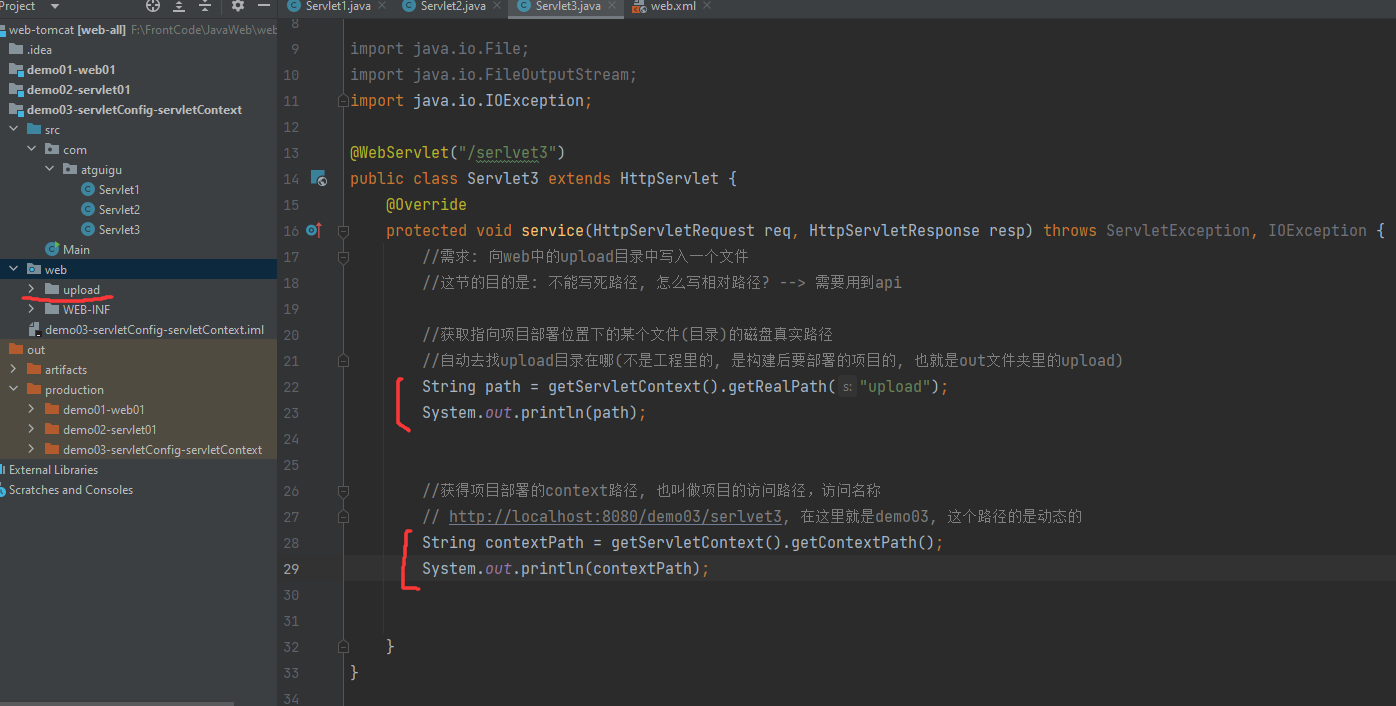 Project
Servlet1.java
Servlet2.java
Servlet3.java
web.xml
web-tomcat [web-all] F:\FrontCode\JavaWeb\web
.idea
demo01-web01
demo02-servlet01
demo03-servletConfig-servletContext
src
com
atguigu
Servlet1
Servlet2
Servlet3
Main
web
upload
WEB-INF
demo03-servletConfig-servletContext.iml
out
artifacts
production
demo01-web01
demo02-servlet01
demo03-servletConfig-servletContext
External Libraries
Scratches and Consoles
8
9 import java.io.File;
10 import java.io.FileOutputStream;
11 import java.io.IOException;
12
13 @WebServlet("/serlvet3")
14 public class Servlet3 extends HttpServlet {
15 @Override
16 protected void service(HttpServletRequest req, HttpServletResponse resp) throws ServletException, IOException {
17 //需求: 向web中的upload目录中写入一个文件
18 //这节的目的是: 不能写死路径, 怎么写相对路径? --> 需要用到api
19
20 //获取指向项目部署位置下的某个文件(目录)的磁盘真实路径
21 //自动去找upload目录在哪(不是工程里的, 是构建后要部署的项目的, 也就是out文件夹里的upload)
22 String path = getServletContext().getRealPath( s: "upload");
23 System.out.println(path);
24
25
26 //获得项目部署的context路径, 也叫做项目的访问路径，访问名称
27 // http://localhost:8080/demo03/serlvet3, 在这里就是demo03, 这个路径的是动态的
28 String contextPath = getServletContext().getContextPath();
29 System.out.println(contextPath);
30
31
32 }
33 }
34